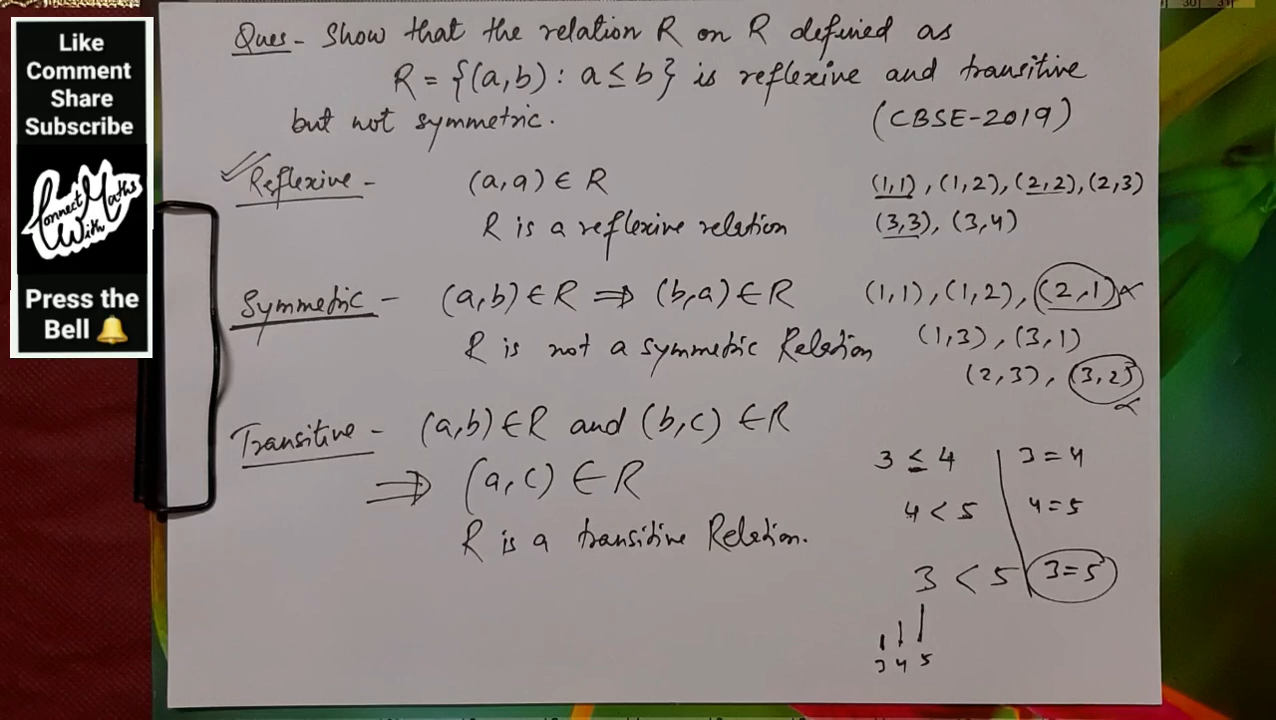 Like
Comment
Share
Subscribe
Connect
With Maths
Press the
Bell 🔔
Ques - Show that the relation R on R defined as
R = {(a,b) : a ≤ b} is reflexive and transitive
but not symmetric. (CBSE-2019)
Reflexive - (a,a) ∈ R (1,1), (1,2), (2,2), (2,3)
R is a reflexive relation (3,3), (3,4)
Symmetric - (a,b) ∈ R ⇒ (b,a) ∈ R (1,1), (1,2), (2,1)
R is not a symmetric Relation (1,3), (3,1)
(2,3), (3,2)
Transitive - (a,b) ∈ R and (b,c) ∈ R
⇒ (a,c) ∈ R 3 ≤ 4 3 = 4
4 < 5 4 = 5
R is a transitive Relation.
3 < 5 3 = 5
3 4 5